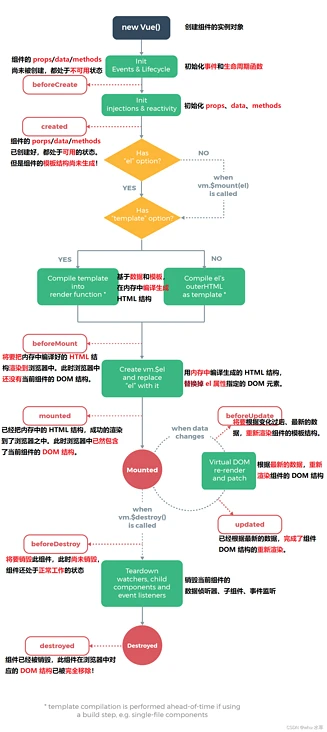 new Vue()
创建组件的实例对象
组件的 props/data/methods
尚未被创建，都处于不可用状态
Init
Events & Lifecycle
初始化事件和生命周期函数
beforeCreate
Init
Injections & reactivity
初始化 props、data、methods
created
组件的 props/data/methods
已创建好，都处于可用的状态。
但是组件的模板结构尚未生成！
Has
"el" option?
NO
when
vm.$mount(el)
is called
YES
Has
"template" option?
YES
NO
Compile template
into
render function *
基于数据和模板，
在内存中编译生成
HTML 结构
Compile el's
outerHTML
as template *
beforeMount
将要把内存中编译好的 HTML 结
构渲染到浏览器中。此时浏览器中
还没有当前组件的 DOM 结构。
Create vm.$el
and replace
"el" with it
用内存中编译生成的 HTML 结构，
替换掉 el 属性指定的 DOM 元素。
mounted
已经把内存中的 HTML 结构，成功的渲染
到了浏览器之中。此时浏览器中已然包含
了当前组件的 DOM 结构。
Mounted
when data
changes
beforeUpdate
将要根据变化过后、最新的数
据，重新渲染组件的模板结构。
Virtual DOM
re-render
and patch
根据最新的数据，重新
渲染组件的 DOM 结构
updated
已经根据最新的数据，完成了组件
DOM 结构的重新渲染。
when
vm.$destroy()
is called
beforeDestroy
将要销毁此组件，此时尚未销毁，
组件还处于正常工作的状态
Teardown
watchers, child
components and
event listeners
销毁当前组件的
数据侦听器、子组件、事件监听
destroyed
组件已经被销毁，此组件在浏览器中对
应的 DOM 结构已被完全移除！
Destroyed
* template compilation is performed ahead-of-time if using
a build step, e.g. single-file components